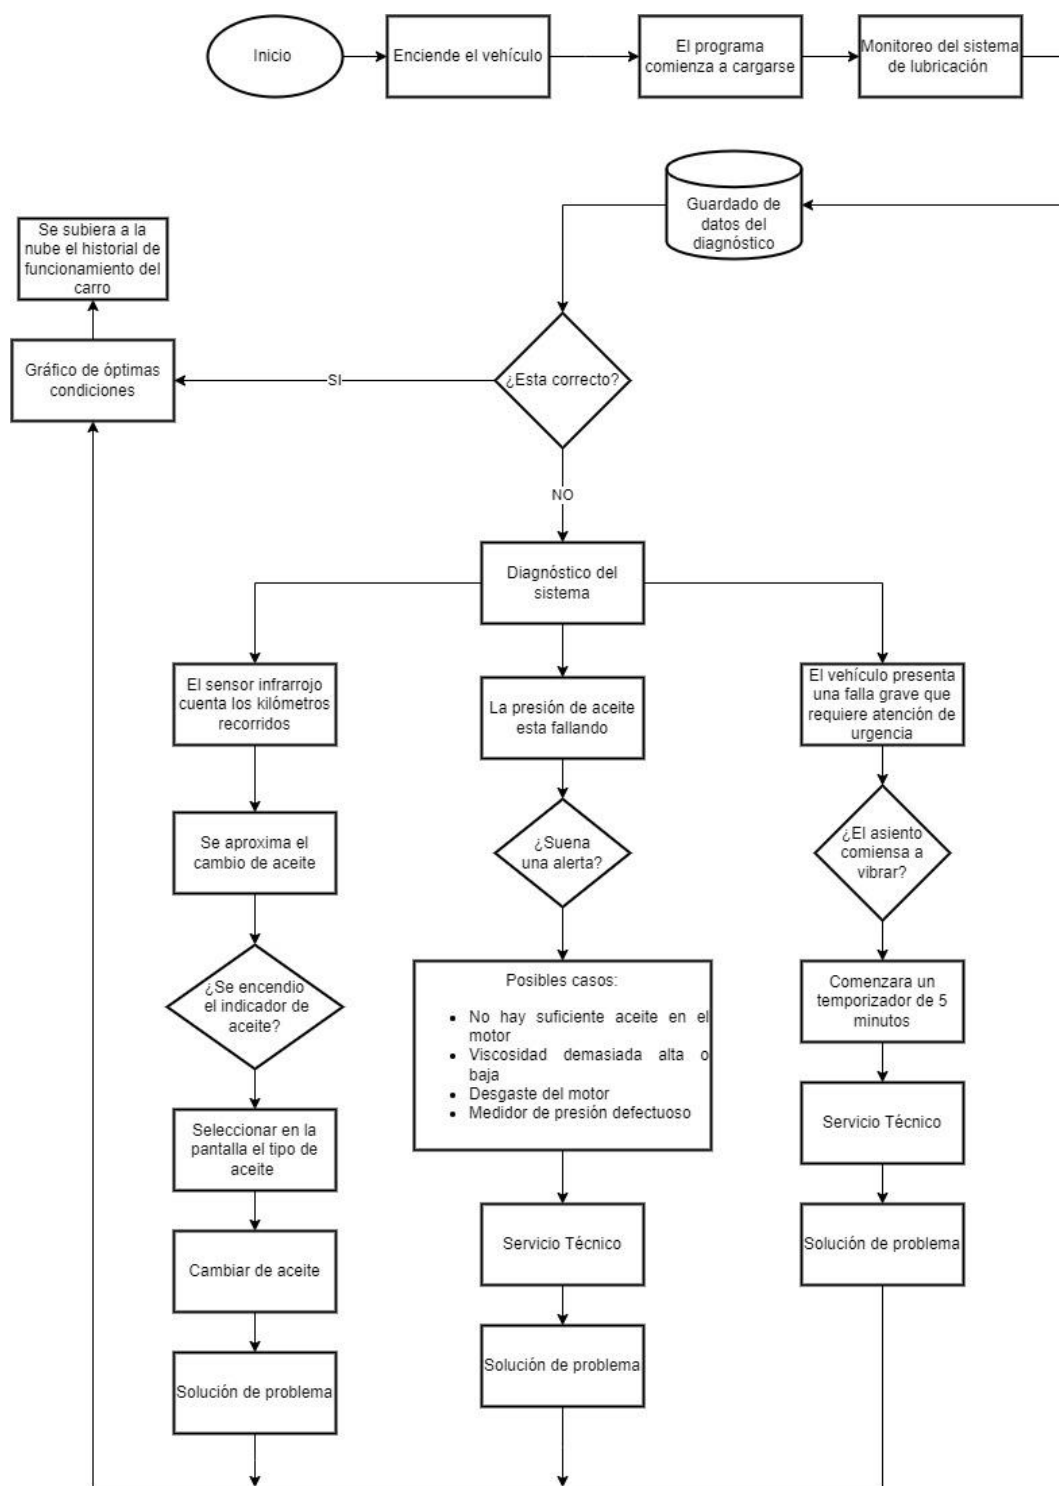 Inicio
Enciende el vehículo
El programa
comienza a cargarse
Monitoreo del sistema
de lubricación
Guardado de
datos del
diagnóstico
Se subiera a la
nube el historial de
funcionamiento del
carro
Gráfico de óptimas
condiciones
SI
¿Esta correcto?
NO
Diagnóstico del
sistema
El sensor infrarrojo
cuenta los kilómetros
recorridos
La presión de aceite
esta fallando
El vehículo presenta
una falla grave que
requiere atención de
urgencia
Se aproxima el
cambio de aceite
¿Suena
una alerta?
¿El asiento
comiensa a
vibrar?
¿Se encendio
el indicador de
aceite?
Posibles casos:
• No hay suficiente aceite en el
motor
• Viscosidad demasiada alta o
baja
• Desgaste del motor
• Medidor de presión defectuoso
Comenzara un
temporizador de 5
minutos
Seleccionar en la
pantalla el tipo de
aceite
Servicio Técnico
Cambiar de aceite
Servicio Técnico
Solución de problema
Solución de problema
Solución de problema